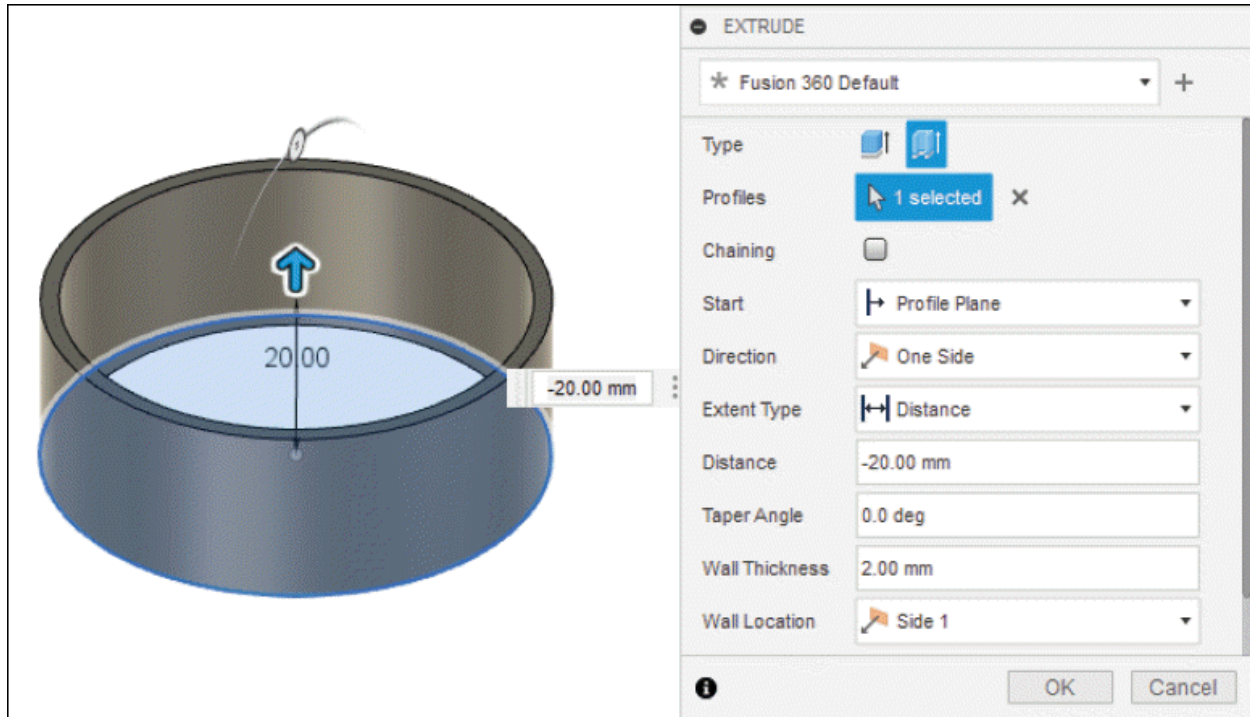 EXTRUDE
Fusion 360 Default
Type
Profiles 1 selected
Chaining
Start Profile Plane
Direction One Side
Extent Type Distance
Distance -20.00 mm
Taper Angle 0.0 deg
Wall Thickness 2.00 mm
Wall Location Side 1
OK Cancel
20.00
-20.00 mm
1